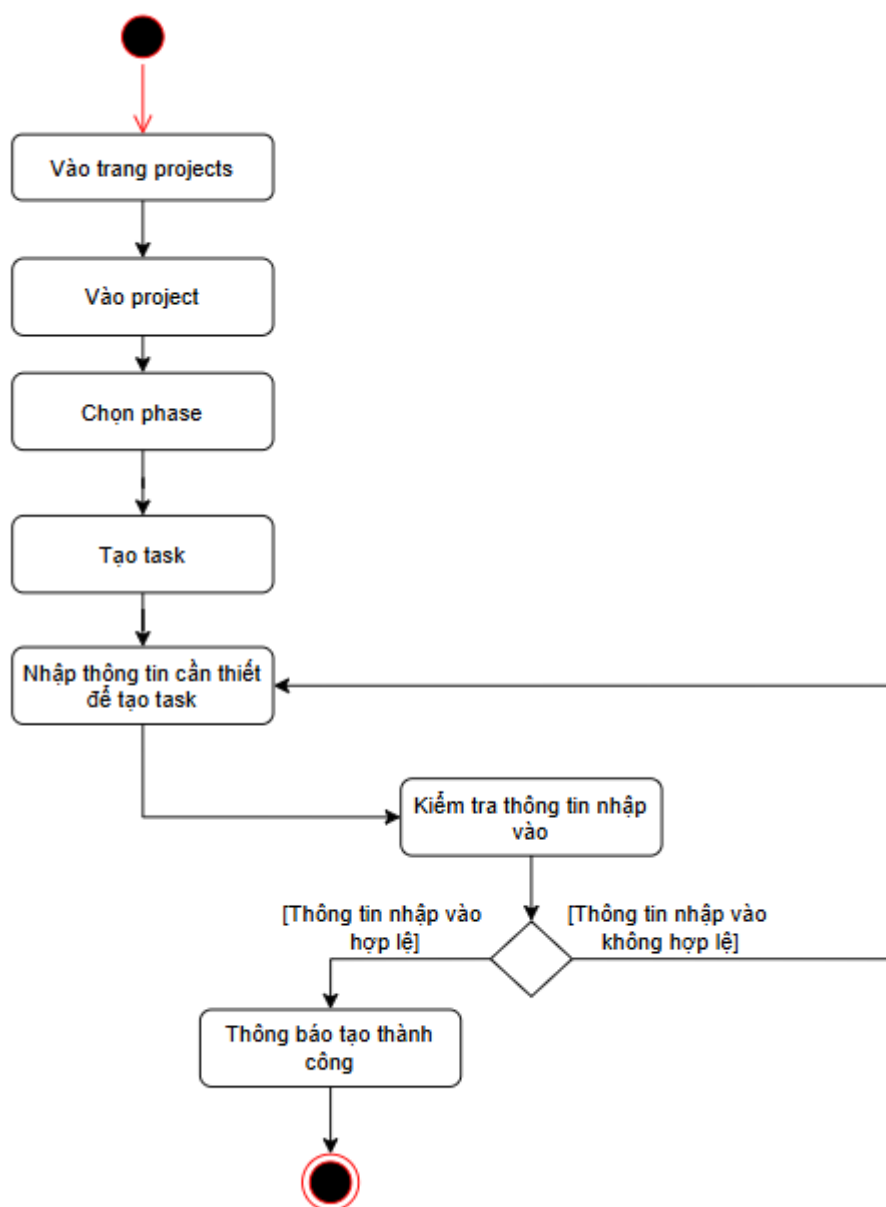 Vào trang projects
Vào project
Chọn phase
Tạo task
Nhập thông tin cần thiết
để tạo task
Kiểm tra thông tin nhập
vào
[Thông tin nhập vào
hợp lệ]
[Thông tin nhập vào
không hợp lệ]
Thông báo tạo thành
công